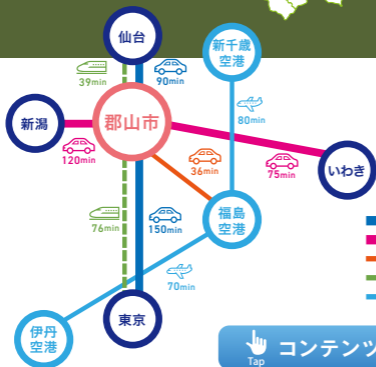 仙台
新千歳
空港
39min
90min
新潟
郡山市
80min
120min
36min
75min
いわき
76min
150min
福島
空港
70min
伊丹
空港
東京
Tap
コンテンツ